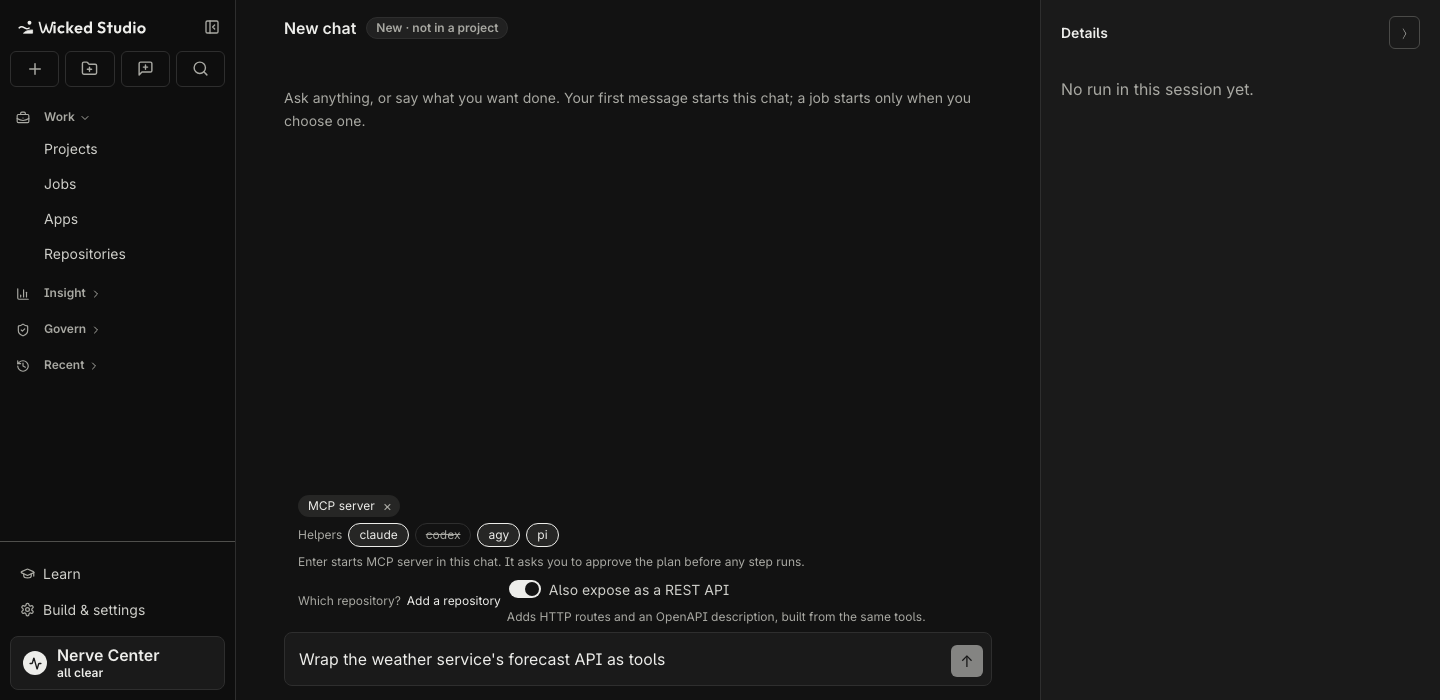 Wicked Studio
Work
Projects
Jobs
Apps
Repositories
Insight
Govern
Recent
Learn
Build & settings
Nerve Center
all clear
New chat
New · not in a project
Ask anything, or say what you want done. Your first message starts this chat; a job starts only when you
choose one.
MCP server ×
Helpers claude codex agy pi
Enter starts MCP server in this chat. It asks you to approve the plan before any step runs.
Which repository? Add a repository
Also expose as a REST API
Adds HTTP routes and an OpenAPI description, built from the same tools.
Wrap the weather service's forecast API as tools
Details
No run in this session yet.